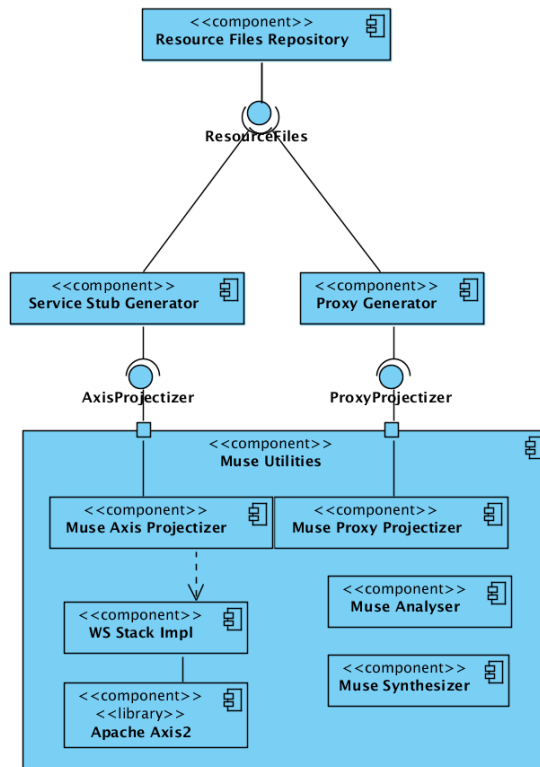 <<component>>
Resource Files Repository
ResourceFiles
<<component>>
Service Stub Generator
<<component>>
Proxy Generator
AxisProjectizer
ProxyProjectizer
<<component>>
Muse Utilities
<<component>>
Muse Axis Projectizer
<<component>>
Muse Proxy Projectizer
<<component>>
Muse Analyser
<<component>>
WS Stack Impl
<<component>>
Muse Synthesizer
<<component>>
<<library>>
Apache Axis2